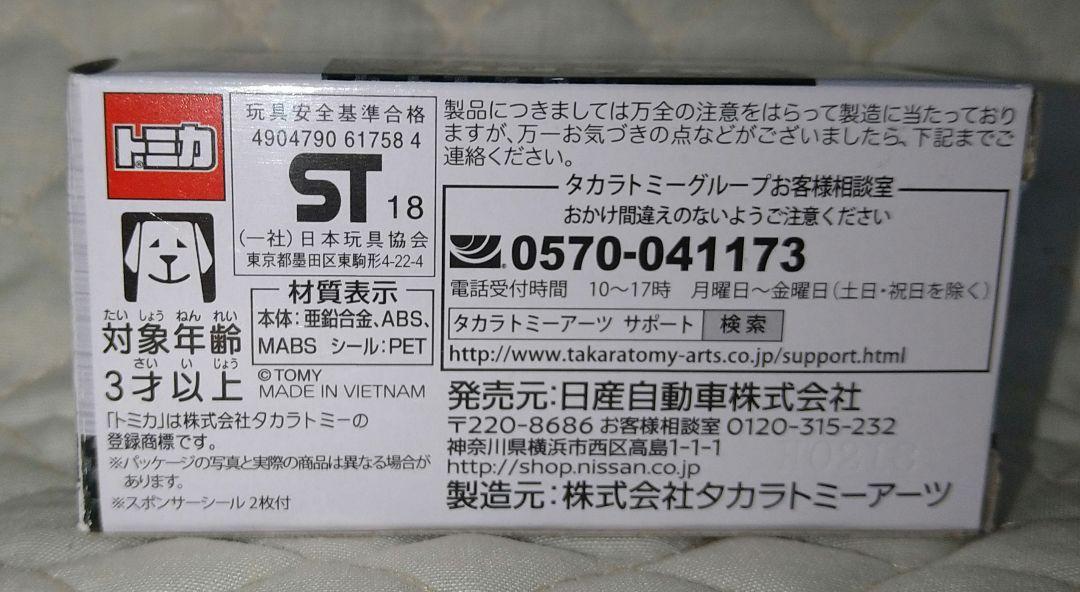 トミカ
®
玩具安全基準合格
4904790 61758 4
ST 18
(一社)日本玩具協会
東京都墨田区東駒形4-22-4
たい しょう ねん れい
対象年齢
さい い じょう
3才以上
材質表示
本体:亜鉛合金、ABS、
MABS シール:PET
©TOMY
MADE IN VIETNAM
「トミカ」は株式会社タカラトミーの
登録商標です。
※パッケージの写真と実際の商品は異なる場合が
あります。
※スポンサーシール 2枚付
製品につきましては万全の注意をはらって製造に当たっており
ますが、万一お気づきの点などがございましたら、下記までご
連絡ください。
タカラトミーグループお客様相談室
おかけ間違えのないようご注意ください
0570-041173
電話受付時間 10〜17時 月曜日〜金曜日(土日・祝日を除く)
タカラトミーアーツ サポート 検索
http://www.takaratomy-arts.co.jp/support.html
発売元:日産自動車株式会社
〒220-8686 お客様相談室 0120-315-232
神奈川県横浜市西区高島1-1-1
http://shop.nissan.co.jp
製造元:株式会社タカラトミーアーツ